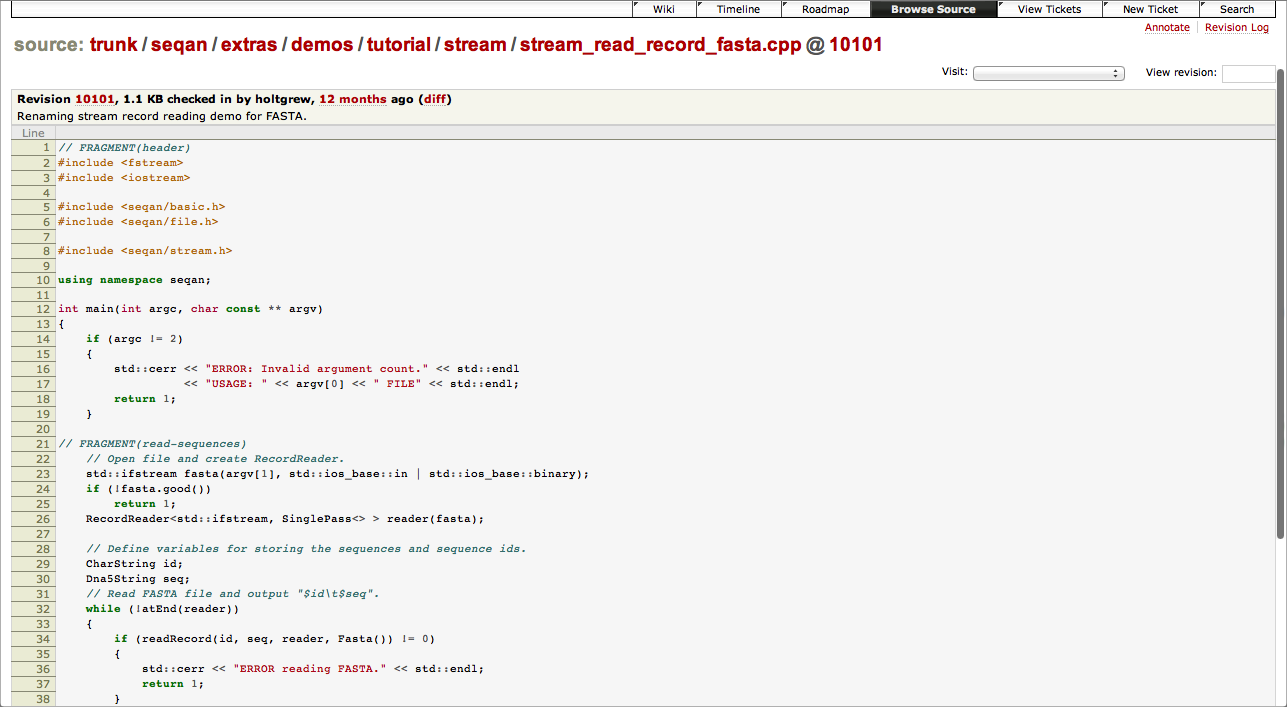 Wiki Timeline Roadmap Browse Source View Tickets New Ticket Search
Annotate Revision Log
source: trunk / seqan / extras / demos / tutorial / stream / stream_read_record_fasta.cpp @ 10101
Visit: View revision:
Revision 10101, 1.1 KB checked in by holtgrew, 12 months ago (diff)
Renaming stream record reading demo for FASTA.
Line
1 // FRAGMENT(header)
2 #include <fstream>
3 #include <iostream>
4
5 #include <seqan/basic.h>
6 #include <seqan/file.h>
7
8 #include <seqan/stream.h>
9
10 using namespace seqan;
11
12 int main(int argc, char const ** argv)
13 {
14     if (argc != 2)
15     {
16         std::cerr << "ERROR: Invalid argument count." << std::endl
17                   << "USAGE: " << argv[0] << " FILE" << std::endl;
18         return 1;
19     }
20
21 // FRAGMENT(read-sequences)
22     // Open file and create RecordReader.
23     std::ifstream fasta(argv[1], std::ios_base::in | std::ios_base::binary);
24     if (!fasta.good())
25         return 1;
26     RecordReader<std::ifstream, SinglePass<> > reader(fasta);
27
28     // Define variables for storing the sequences and sequence ids.
29     CharString id;
30     Dna5String seq;
31     // Read FASTA file and output "$id\t$seq".
32     while (!atEnd(reader))
33     {
34         if (readRecord(id, seq, reader, Fasta()) != 0)
35         {
36             std::cerr << "ERROR reading FASTA." << std::endl;
37             return 1;
38         }